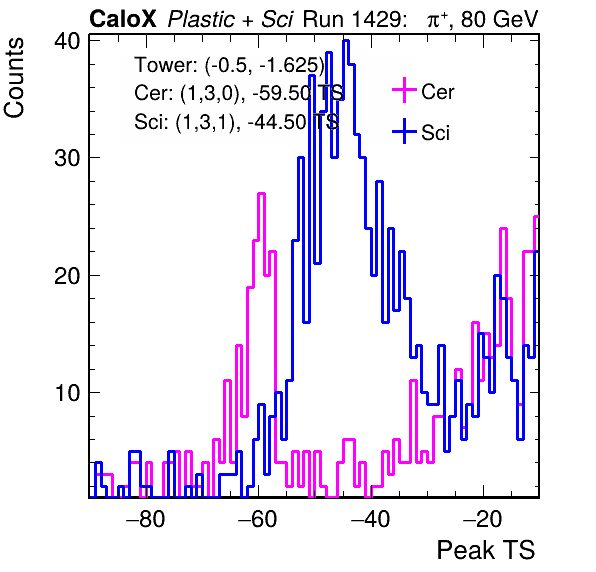 CaloX Plastic + Sci Run 1429: π⁺, 80 GeV
Counts
40
30
20
10
Tower: (-0.5, -1.625)
Cer: (1,3,0), -59.50 TS
Sci: (1,3,1), -44.50 TS
Cer
Sci
−80 −60 −40 −20
Peak TS